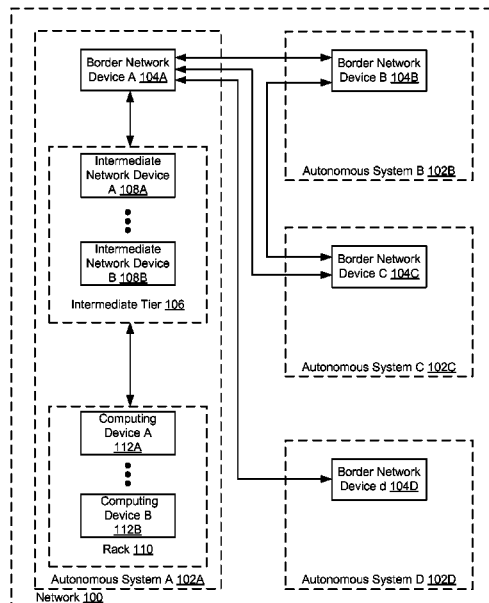 Border Network
Device A 104A
Intermediate Network Device
A 108A
Intermediate
Network Device
B 108B
Intermediate Tier 106
Computing
Device A
112A
Computing
Device B
112B
Rack 110
Autonomous System A 102A
Network 100
Border Network
Device B 104B
Autonomous System B 102B
Border Network
Device C 104C
Autonomous System C 102C
Border Network
Device d 104D
Autonomous System D 102D